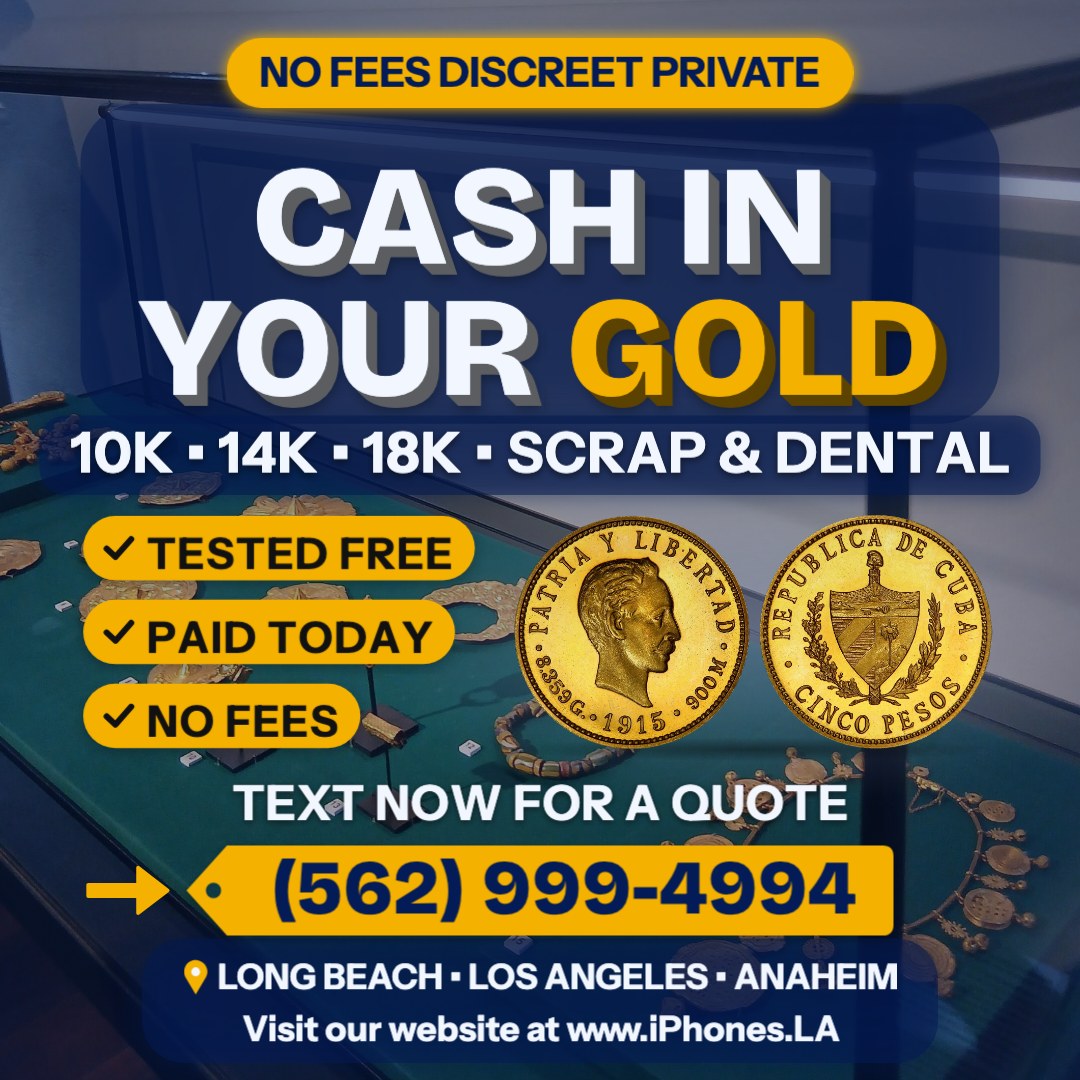 NO FEES DISCREET PRIVATE
CASH IN
YOUR GOLD
10K ▪ 14K ▪ 18K ▪ SCRAP & DENTAL
✓ TESTED FREE
✓ PAID TODAY
✓ NO FEES
PATRIA Y LIBERTAD
8.359G. · 1915 · 900M
REPUBLICA DE CUBA
CINCO PESOS
TEXT NOW FOR A QUOTE
(562) 999-4994
LONG BEACH ▪ LOS ANGELES ▪ ANAHEIM
Visit our website at www.iPhones.LA